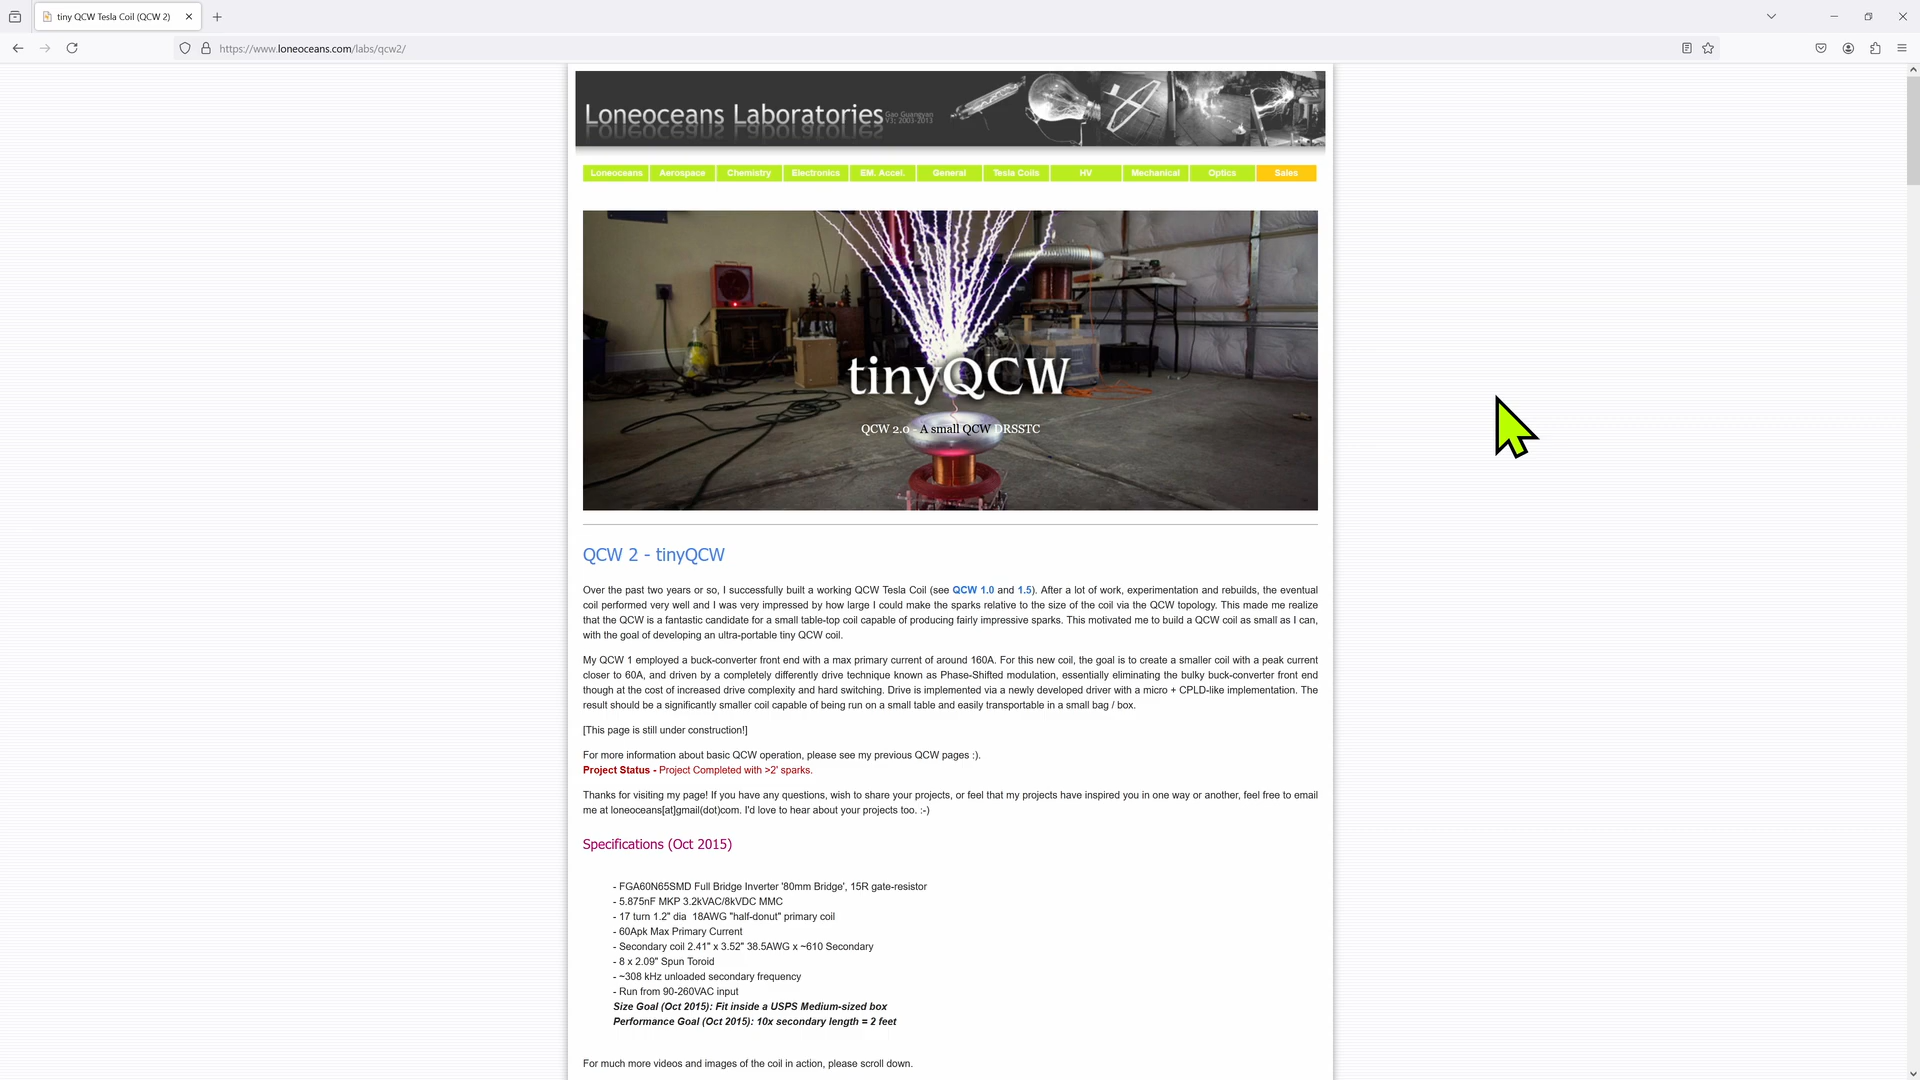 tiny QCW Tesla Coil (QCW 2)
https://www.loneoceans.com/labs/qcw2/
Loneoceans Laboratories
Gao Guangyan
V3; 2003-2013
Loneoceans Aerospace Chemistry Electronics EM. Accel. General Tesla Coils HV Mechanical Optics Sales
tinyQCW
QCW 2.0 - A small QCW DRSSTC
QCW 2 - tinyQCW
Over the past two years or so, I successfully built a working QCW Tesla Coil (see QCW 1.0 and 1.5). After a lot of work, experimentation and rebuilds, the eventual
coil performed very well and I was very impressed by how large I could make the sparks relative to the size of the coil via the QCW topology. This made me realize
that the QCW is a fantastic candidate for a small table-top coil capable of producing fairly impressive sparks. This motivated me to build a QCW coil as small as I can,
with the goal of developing an ultra-portable tiny QCW coil.
My QCW 1 employed a buck-converter front end with a max primary current of around 160A. For this new coil, the goal is to create a smaller coil with a peak current
closer to 60A, and driven by a completely differently drive technique known as Phase-Shifted modulation, essentially eliminating the bulky buck-converter front end
though at the cost of increased drive complexity and hard switching. Drive is implemented via a newly developed driver with a micro + CPLD-like implementation. The
result should be a significantly smaller coil capable of being run on a small table and easily transportable in a small bag / box.
[This page is still under construction!]
For more information about basic QCW operation, please see my previous QCW pages :).
Project Status - Project Completed with >2' sparks.
Thanks for visiting my page! If you have any questions, wish to share your projects, or feel that my projects have inspired you in one way or another, feel free to email
me at loneoceans[at]gmail(dot)com. I'd love to hear about your projects too. :-)
Specifications (Oct 2015)
- FGA60N65SMD Full Bridge Inverter '80mm Bridge', 15R gate-resistor
- 5.875nF MKP 3.2kVAC/8kVDC MMC
- 17 turn 1.2" dia 18AWG "half-donut" primary coil
- 60Apk Max Primary Current
- Secondary coil 2.41" x 3.52" 38.5AWG x ~610 Secondary
- 8 x 2.09" Spun Toroid
- ~308 kHz unloaded secondary frequency
- Run from 90-260VAC input
Size Goal (Oct 2015): Fit inside a USPS Medium-sized box
Performance Goal (Oct 2015): 10x secondary length = 2 feet
For much more videos and images of the coil in action, please scroll down.